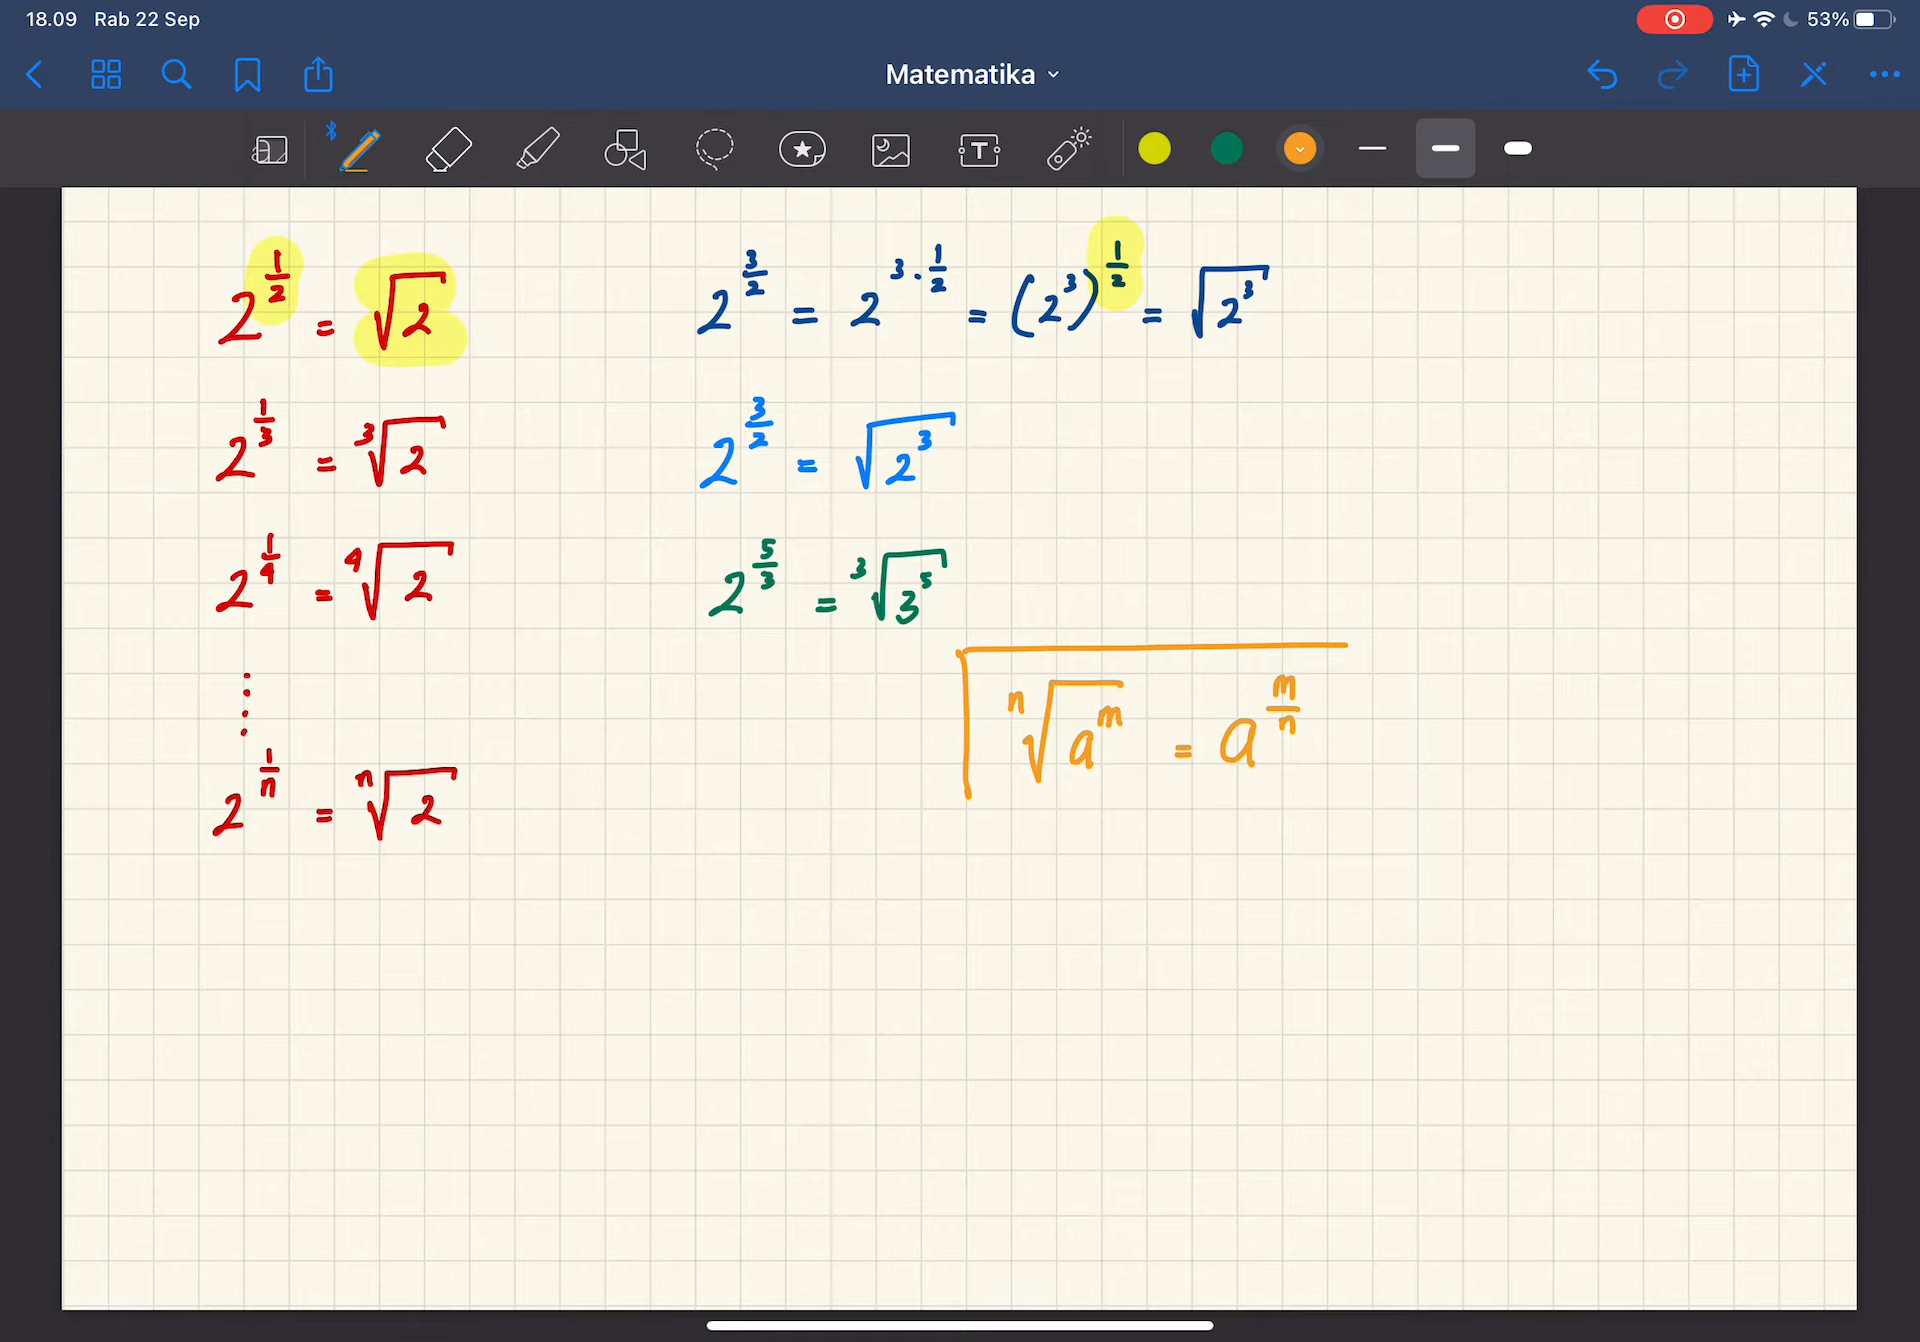 18.09 Rab 22 Sep 53%
Matematika
T
2^{1/2} = √2
2^{1/3} = ³√2
2^{1/4} = ⁴√2
⋮
2^{1/n} = ⁿ√2
2^{3/2} = 2^{3·1/2} = (2³)^{1/2} = √2³
2^{3/2} = √2³
2^{5/3} = ³√3⁵
ⁿ√a^m = a^{m/n}